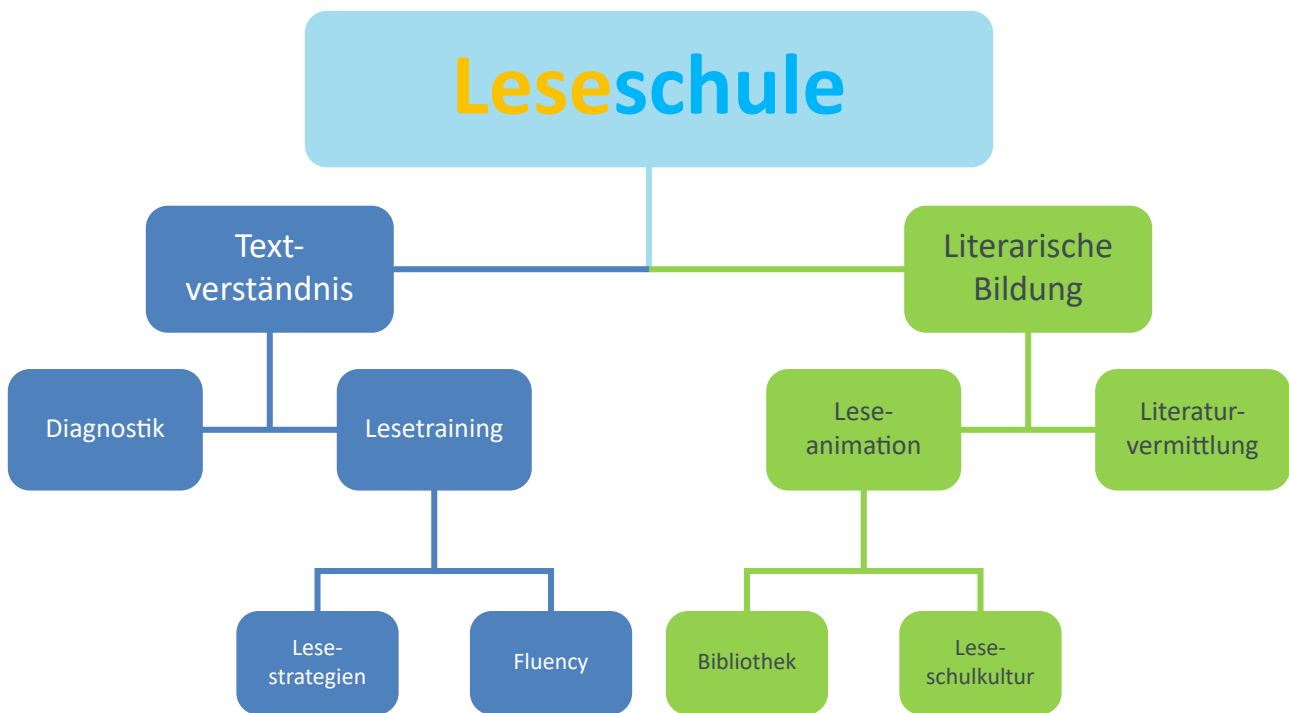 Leseschule
Text-
verständnis
Literarische
Bildung
Diagnostik
Lesetraining
Lese-
animation
Literatur-
vermittlung
Lese-
strategien
Fluency
Bibliothek
Lese-
schulkultur